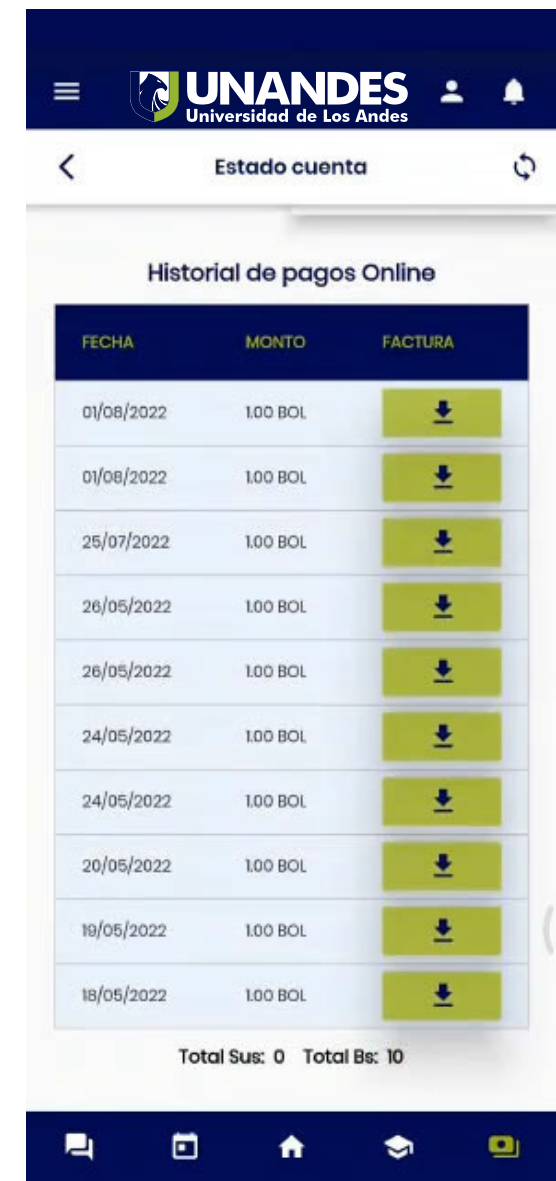 UNANDES
Universidad de Los Andes
Estado cuenta
Historial de pagos Online
FECHA MONTO FACTURA
01/08/2022 1.00 BOL
01/08/2022 1.00 BOL
25/07/2022 1.00 BOL
26/05/2022 1.00 BOL
26/05/2022 1.00 BOL
24/05/2022 1.00 BOL
24/05/2022 1.00 BOL
20/05/2022 1.00 BOL
19/05/2022 1.00 BOL
18/05/2022 1.00 BOL
Total Sus: 0 Total Bs: 10